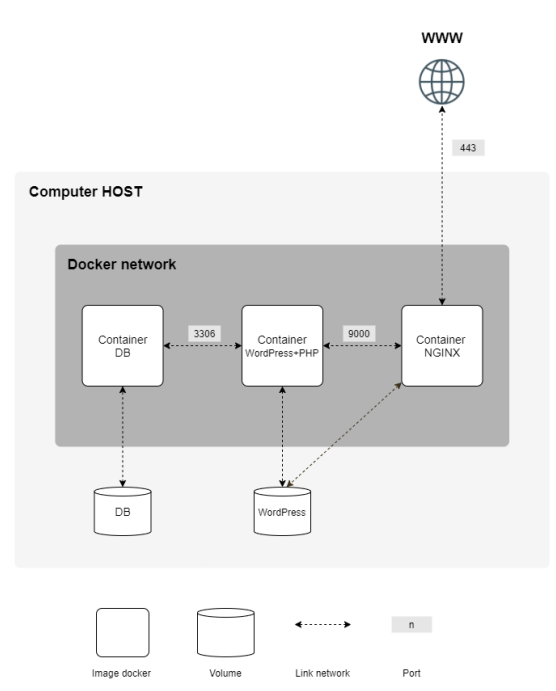 WWW
443
Computer HOST
Docker network
Container
DB
3306
Container
WordPress+PHP
9000
Container
NGINX
DB
WordPress
n
Image docker
Volume
Link network
Port